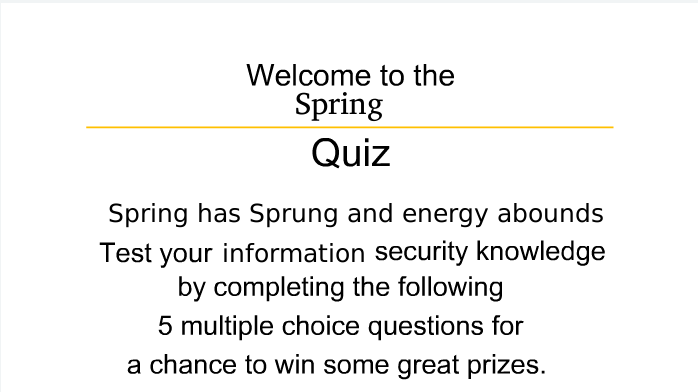 Welcome to the
Spring
Quiz
Spring has Sprung and energy abounds
Test your information security knowledge
by completing the following
5 multiple choice questions for
a chance to win some great prizes.